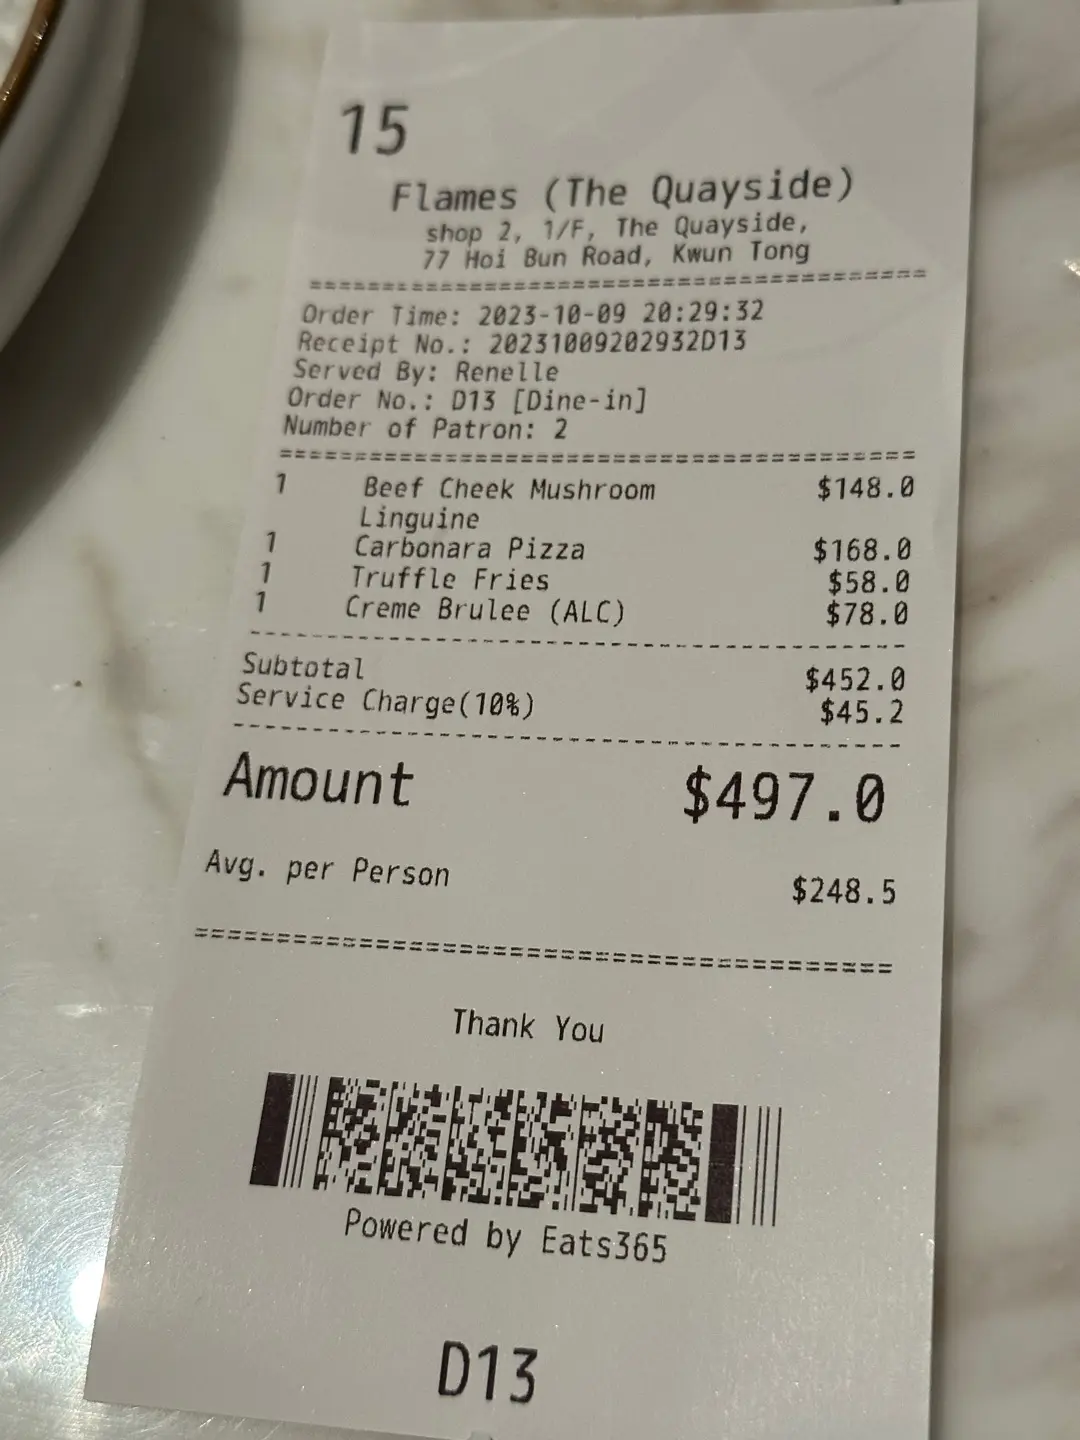 15
Flames (The Quayside)
shop 2, 1/F, The Quayside,
77 Hoi Bun Road, Kwun Tong
==========================================
Order Time: 2023-10-09 20:29:32
Receipt No.: 20231009202932D13
Served By: Renelle
Order No.: D13 [Dine-in]
Number of Patron: 2
==========================================
1 Beef Cheek Mushroom $148.0
Linguine
1 Carbonara Pizza $168.0
1 Truffle Fries $58.0
1 Creme Brulee (ALC) $78.0
------------------------------------------
Subtotal $452.0
Service Charge(10%) $45.2
------------------------------------------
Amount $497.0
Avg. per Person $248.5
==========================================
Thank You
Powered by Eats365
D13